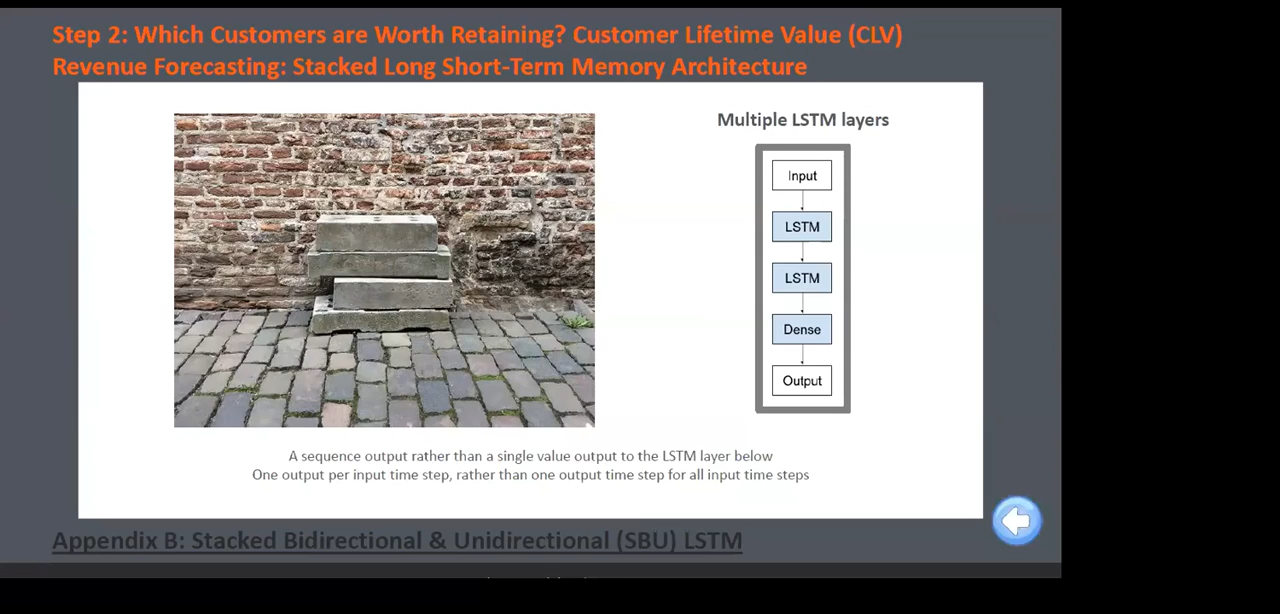 Step 2: Which Customers are Worth Retaining? Customer Lifetime Value (CLV)
Revenue Forecasting: Stacked Long Short-Term Memory Architecture
Multiple LSTM layers
Input
LSTM
LSTM
Dense
Output
A sequence output rather than a single value output to the LSTM layer below
One output per input time step, rather than one output time step for all input time steps
Appendix B: Stacked Bidirectional & Unidirectional (SBU) LSTM